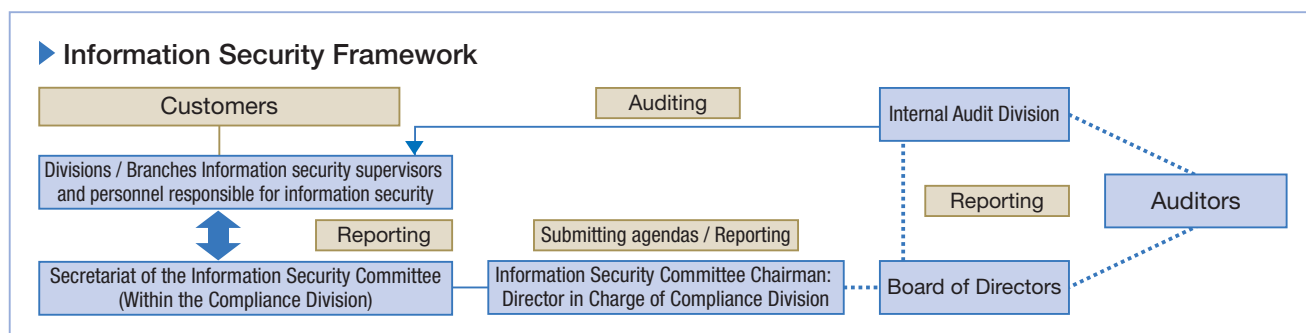 Information Security Framework
Customers
Auditing
Internal Audit Division
Divisions / Branches Information security supervisors
and personnel responsible for information security
Reporting
Auditors
Reporting
Submitting agendas / Reporting
Secretariat of the Information Security Committee
(Within the Compliance Division)
Information Security Committee Chairman:
Director in Charge of Compliance Division
Board of Directors